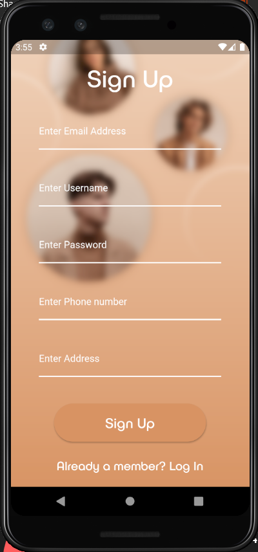 Sha
3:55
Sign Up
Enter Email Address
Enter Username
Enter Password
Enter Phone number
Enter Address
Sign Up
Already a member? Log In